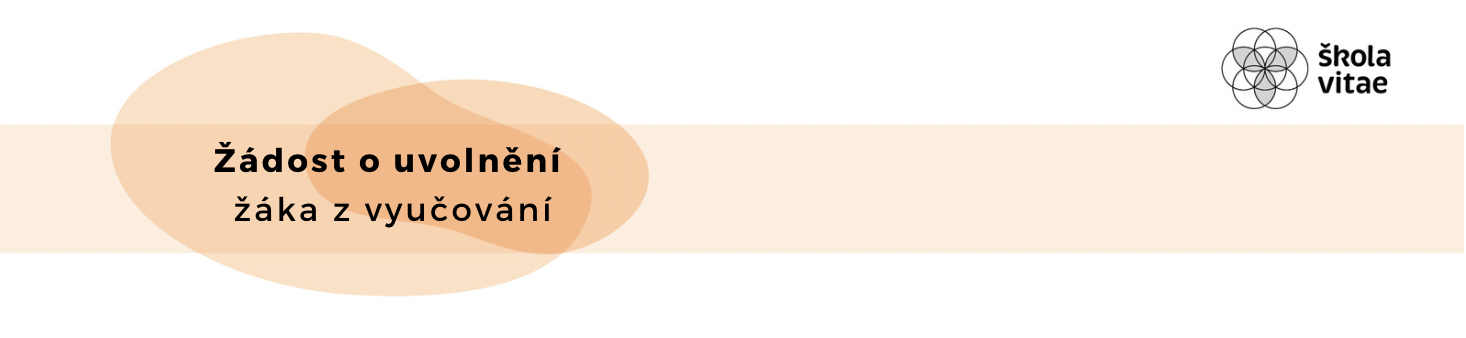 škola
vitae
Žádost o uvolnění
žáka z vyučování